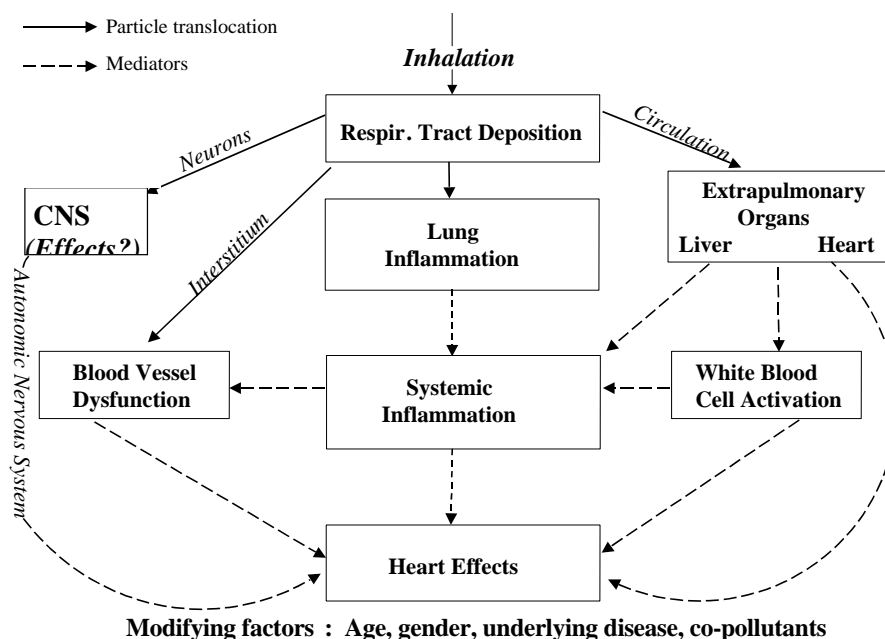 Particle translocation
Mediators
Inhalation
Respir. Tract Deposition
Neurons
Circulation
CNS
(Effects?)
Interstitium
Lung
Inflammation
Extrapulmonary
Organs
Liver Heart
Autonomic Nervous System
Blood Vessel
Dysfunction
Systemic
Inflammation
White Blood
Cell Activation
Heart Effects
Modifying factors : Age, gender, underlying disease, co-pollutants